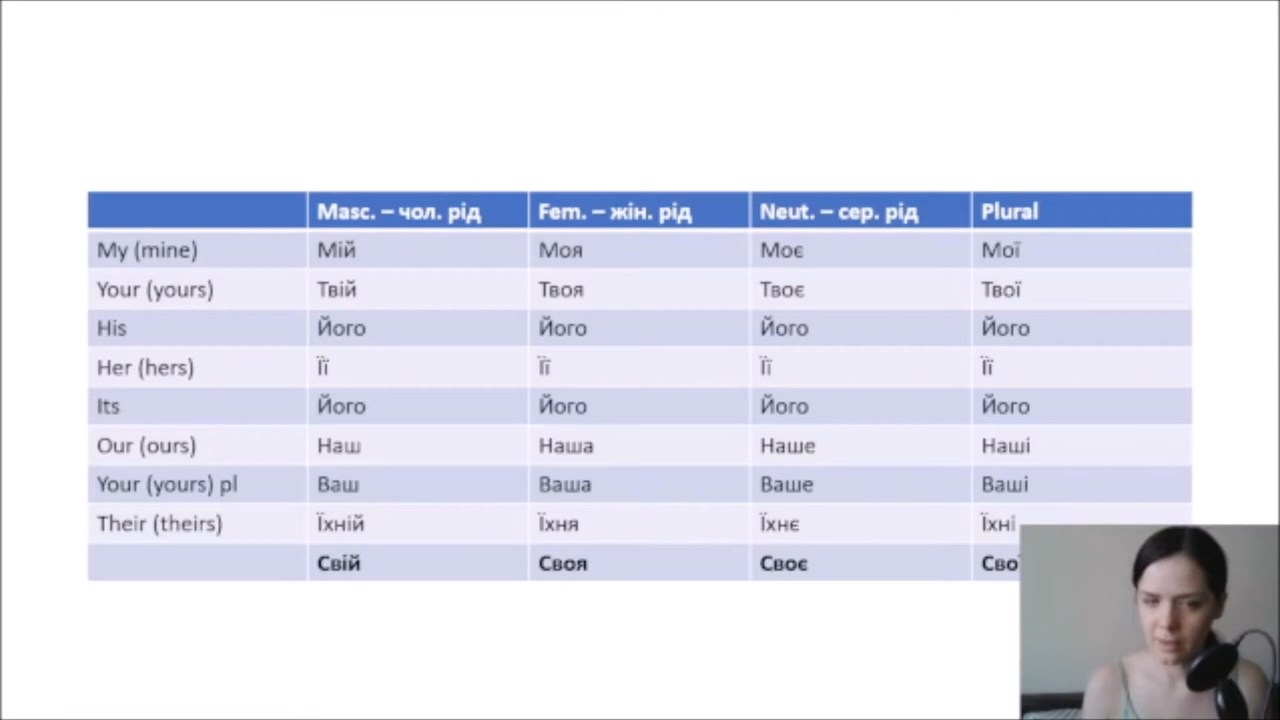 Masc. – чол. рід Fem. – жін. рід Neut. – сер. рід Plural
My (mine) Мій Моя Моє Мої
Your (yours) Твій Твоя Твоє Твої
His Його Його Його Його
Her (hers) Її Її Її Її
Its Його Його Його Його
Our (ours) Наш Наша Наше Наші
Your (yours) pl Ваш Ваша Ваше Ваші
Their (theirs) Їхній Їхня Їхнє Їхні
Свій Своя Своє